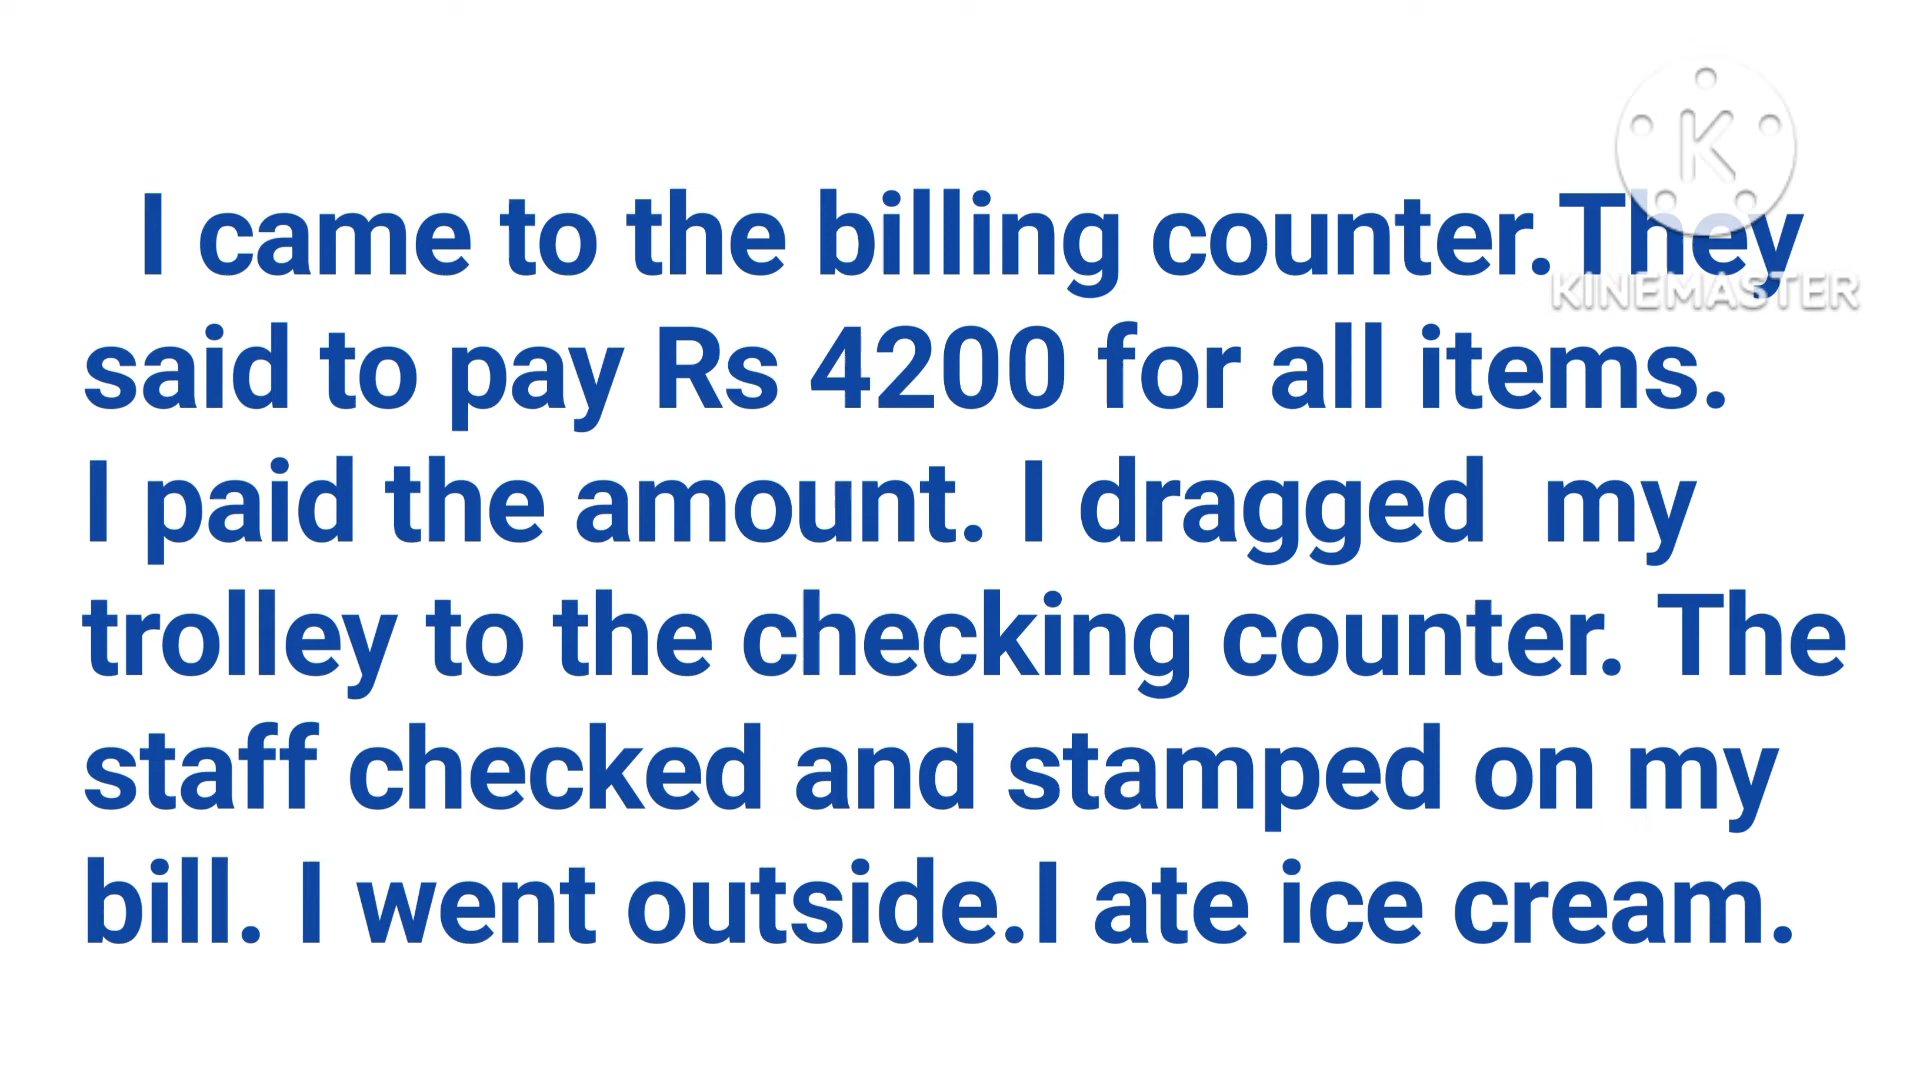 I came to the billing counter.They
said to pay Rs 4200 for all items.
I paid the amount. I dragged  my
trolley to the checking counter. The
staff checked and stamped on my
bill. I went outside.I ate ice cream.
K
KINEMASTER